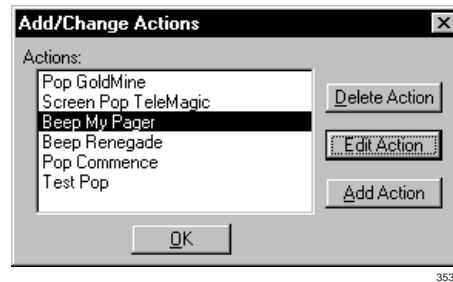 Add/Change Actions
Actions:
Pop GoldMine
Screen Pop TeleMagic
Beep My Pager
Beep Renegade
Pop Commence
Test Pop
Delete Action
Edit Action
Add Action
OK
353